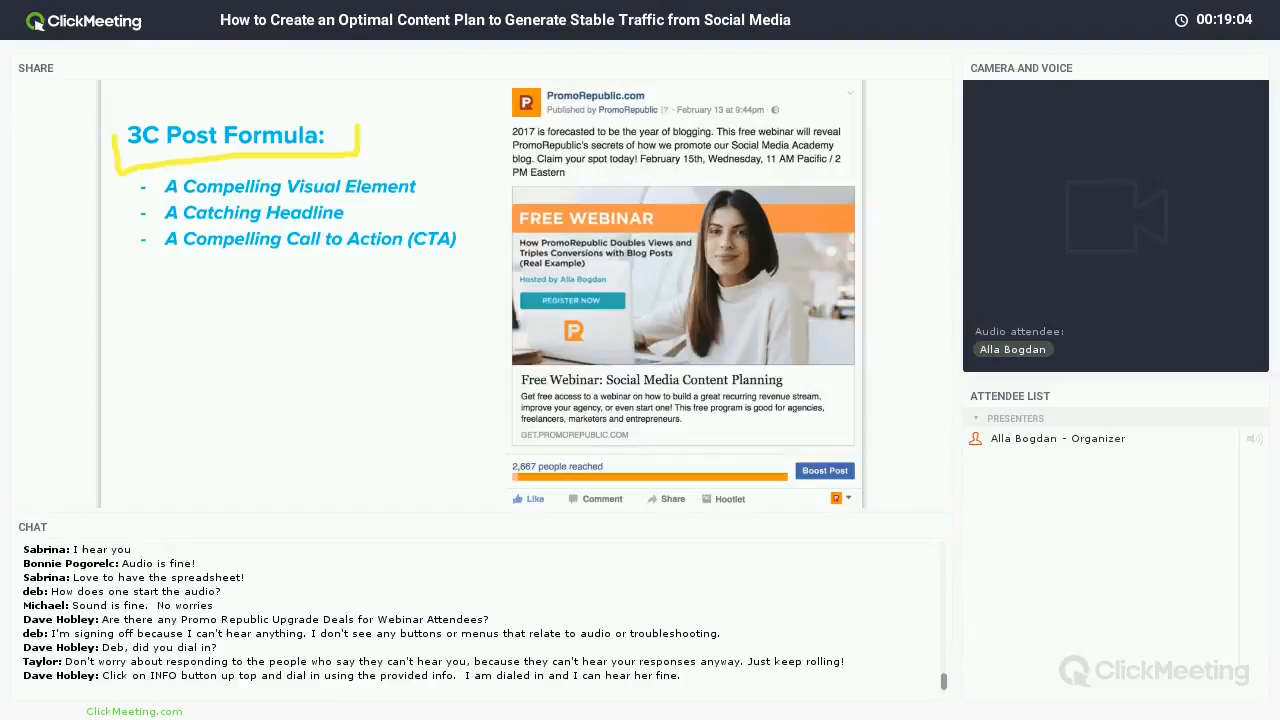 ClickMeeting
How to Create an Optimal Content Plan to Generate Stable Traffic from Social Media
00:19:04
SHARE
3C Post Formula:
- A Compelling Visual Element
- A Catching Headline
- A Compelling Call to Action (CTA)
PromoRepublic.com
Published by PromoRepublic [?] · February 13 at 9:44pm ·
2017 is forecasted to be the year of blogging. This free webinar will reveal
PromoRepublic's secrets of how we promote our Social Media Academy
blog. Claim your spot today! February 15th, Wednesday, 11 AM Pacific / 2
PM Eastern
FREE WEBINAR
How PromoRepublic Doubles Views and
Triples Conversions with Blog Posts
(Real Example)
Hosted by Alla Bogdan
REGISTER NOW
Free Webinar: Social Media Content Planning
Get free access to a webinar on how to build a great recurring revenue stream,
improve your agency, or even start one! This free program is good for agencies,
freelancers, marketers and entrepreneurs.
GET.PROMOREPUBLIC.COM
2,667 people reached
Boost Post
Like Comment Share Hootlet
CAMERA AND VOICE
Audio attendee:
Alla Bogdan
ATTENDEE LIST
PRESENTERS
Alla Bogdan - Organizer
CHAT
Sabrina: I hear you
Bonnie Pogorelc: Audio is fine!
Sabrina: Love to have the spreadsheet!
deb: How does one start the audio?
Michael: Sound is fine. No worries
Dave Hobley: Are there any Promo Republic Upgrade Deals for Webinar Attendees?
deb: I'm signing off because I can't hear anything. I don't see any buttons or menus that relate to audio or troubleshooting.
Dave Hobley: Deb, did you dial in?
Taylor: Don't worry about responding to the people who say they can't hear you, because they can't hear your responses anyway. Just keep rolling!
Dave Hobley: Click on INFO button up top and dial in using the provided info. I am dialed in and I can hear her fine.
ClickMeeting
ClickMeeting.com